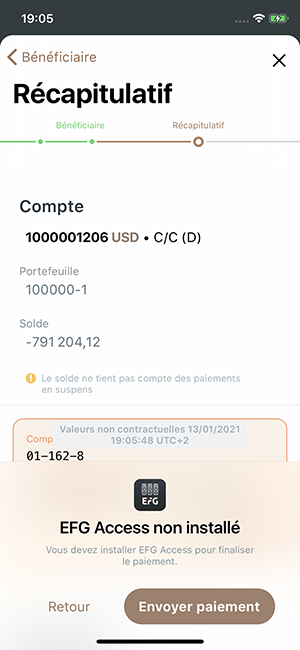 19:05
Bénéficiaire
Récapitulatif
Bénéficiaire
Récapitulatif
Compte
1000001206 USD • C/C (D)
Portefeuille
100000-1
Solde
-791 204,12
Le solde ne tient pas compte des paiements
en suspens
Valeurs non contractuelles 13/01/2021
19:05:48 UTC+2
Comp
01-162-8
EFG
EFG Access non installé
Vous devez installer EFG Access pour finaliser
le paiement.
Retour
Envoyer paiement